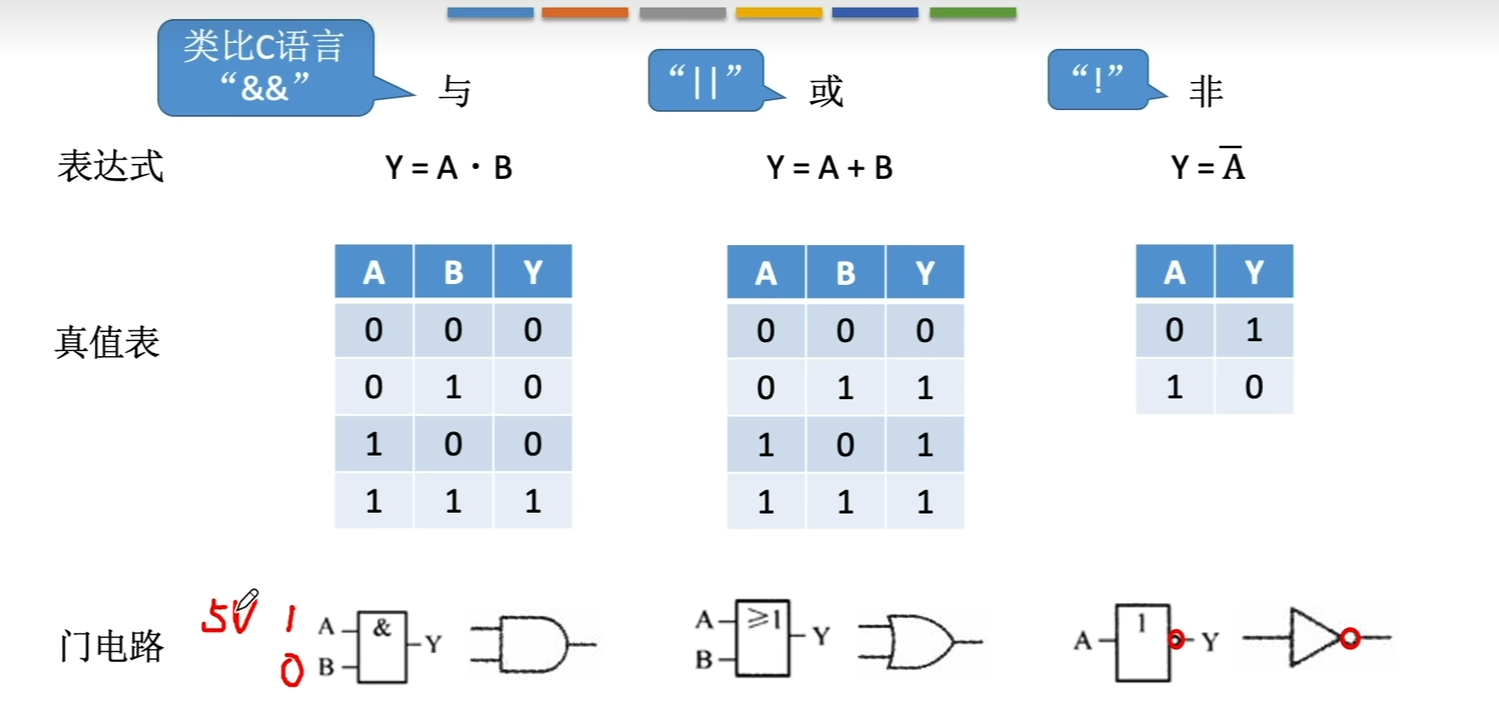 类比C语言
“&&”
与
“||”
或
“!”
非
表达式
Y = A · B
Y = A + B
Y = A̅
真值表
A B Y
0 0 0
0 1 0
1 0 0
1 1 1
A B Y
0 0 0
0 1 1
1 0 1
1 1 1
A Y
0 1
1 0
门电路
5V 1
0
A & Y
B
A ≥1 Y
B
A 1 Y